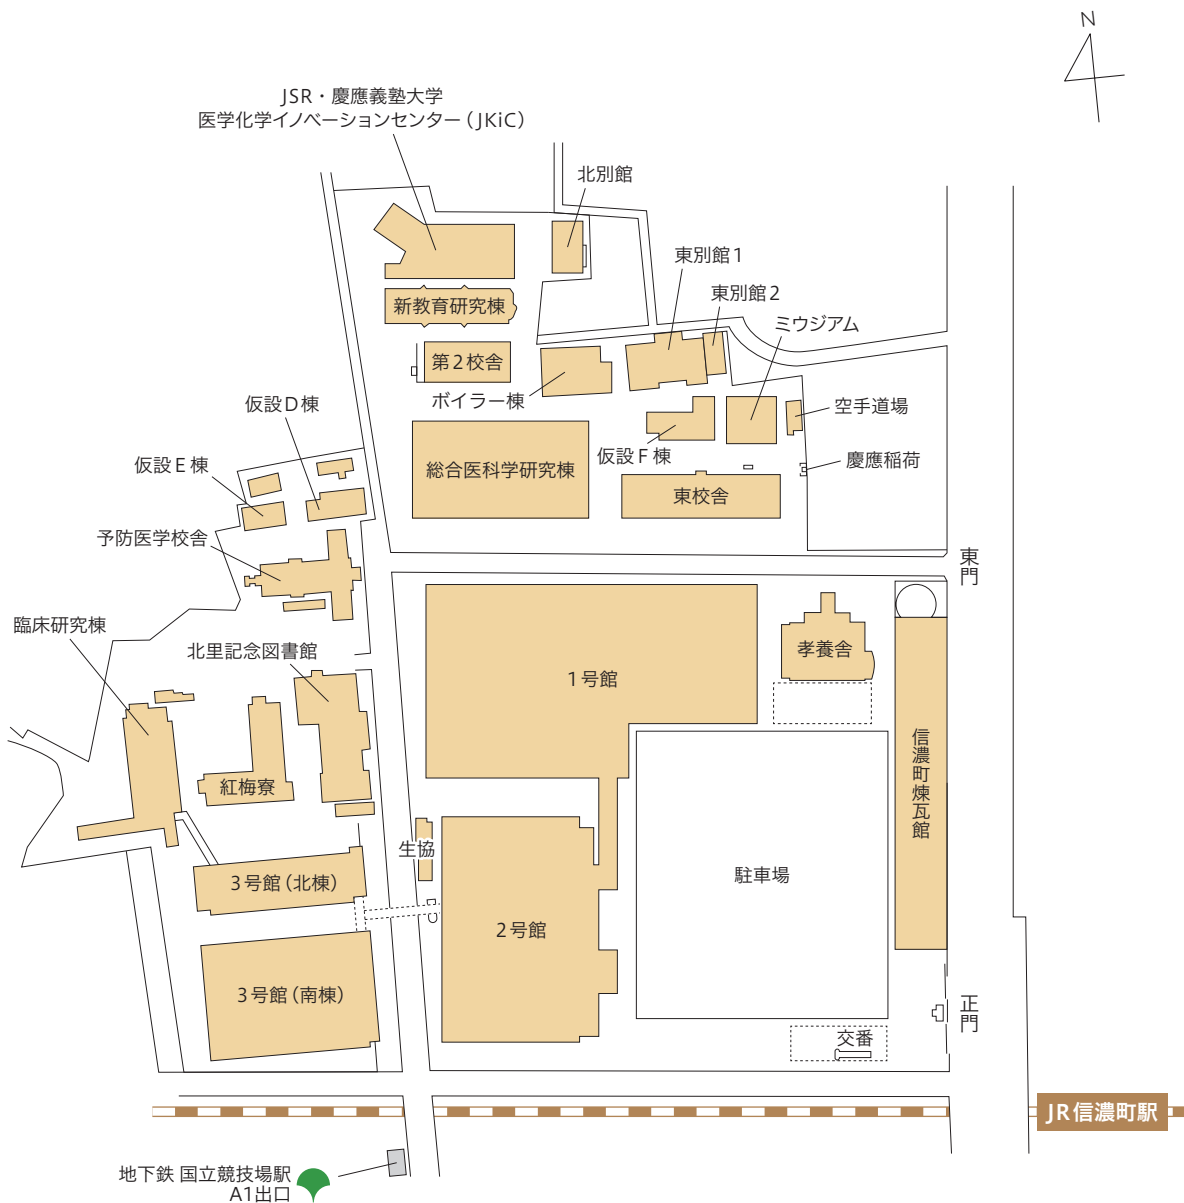 N
JSR・慶應義塾大学
医学化学イノベーションセンター（JKiC）
北別館
東別館1
東別館2
ミウジアム
新教育研究棟
第2校舎
ボイラー棟
仮設D棟
空手道場
仮設E棟
総合医科学研究棟
仮設F棟
慶應稲荷
東校舎
予防医学校舎
東門
臨床研究棟
北里記念図書館
1号館
孝養舎
信濃町煉瓦館
紅梅寮
生協
駐車場
3号館（北棟）
2号館
3号館（南棟）
正門
交番
JR信濃町駅
地下鉄 国立競技場駅
A1出口